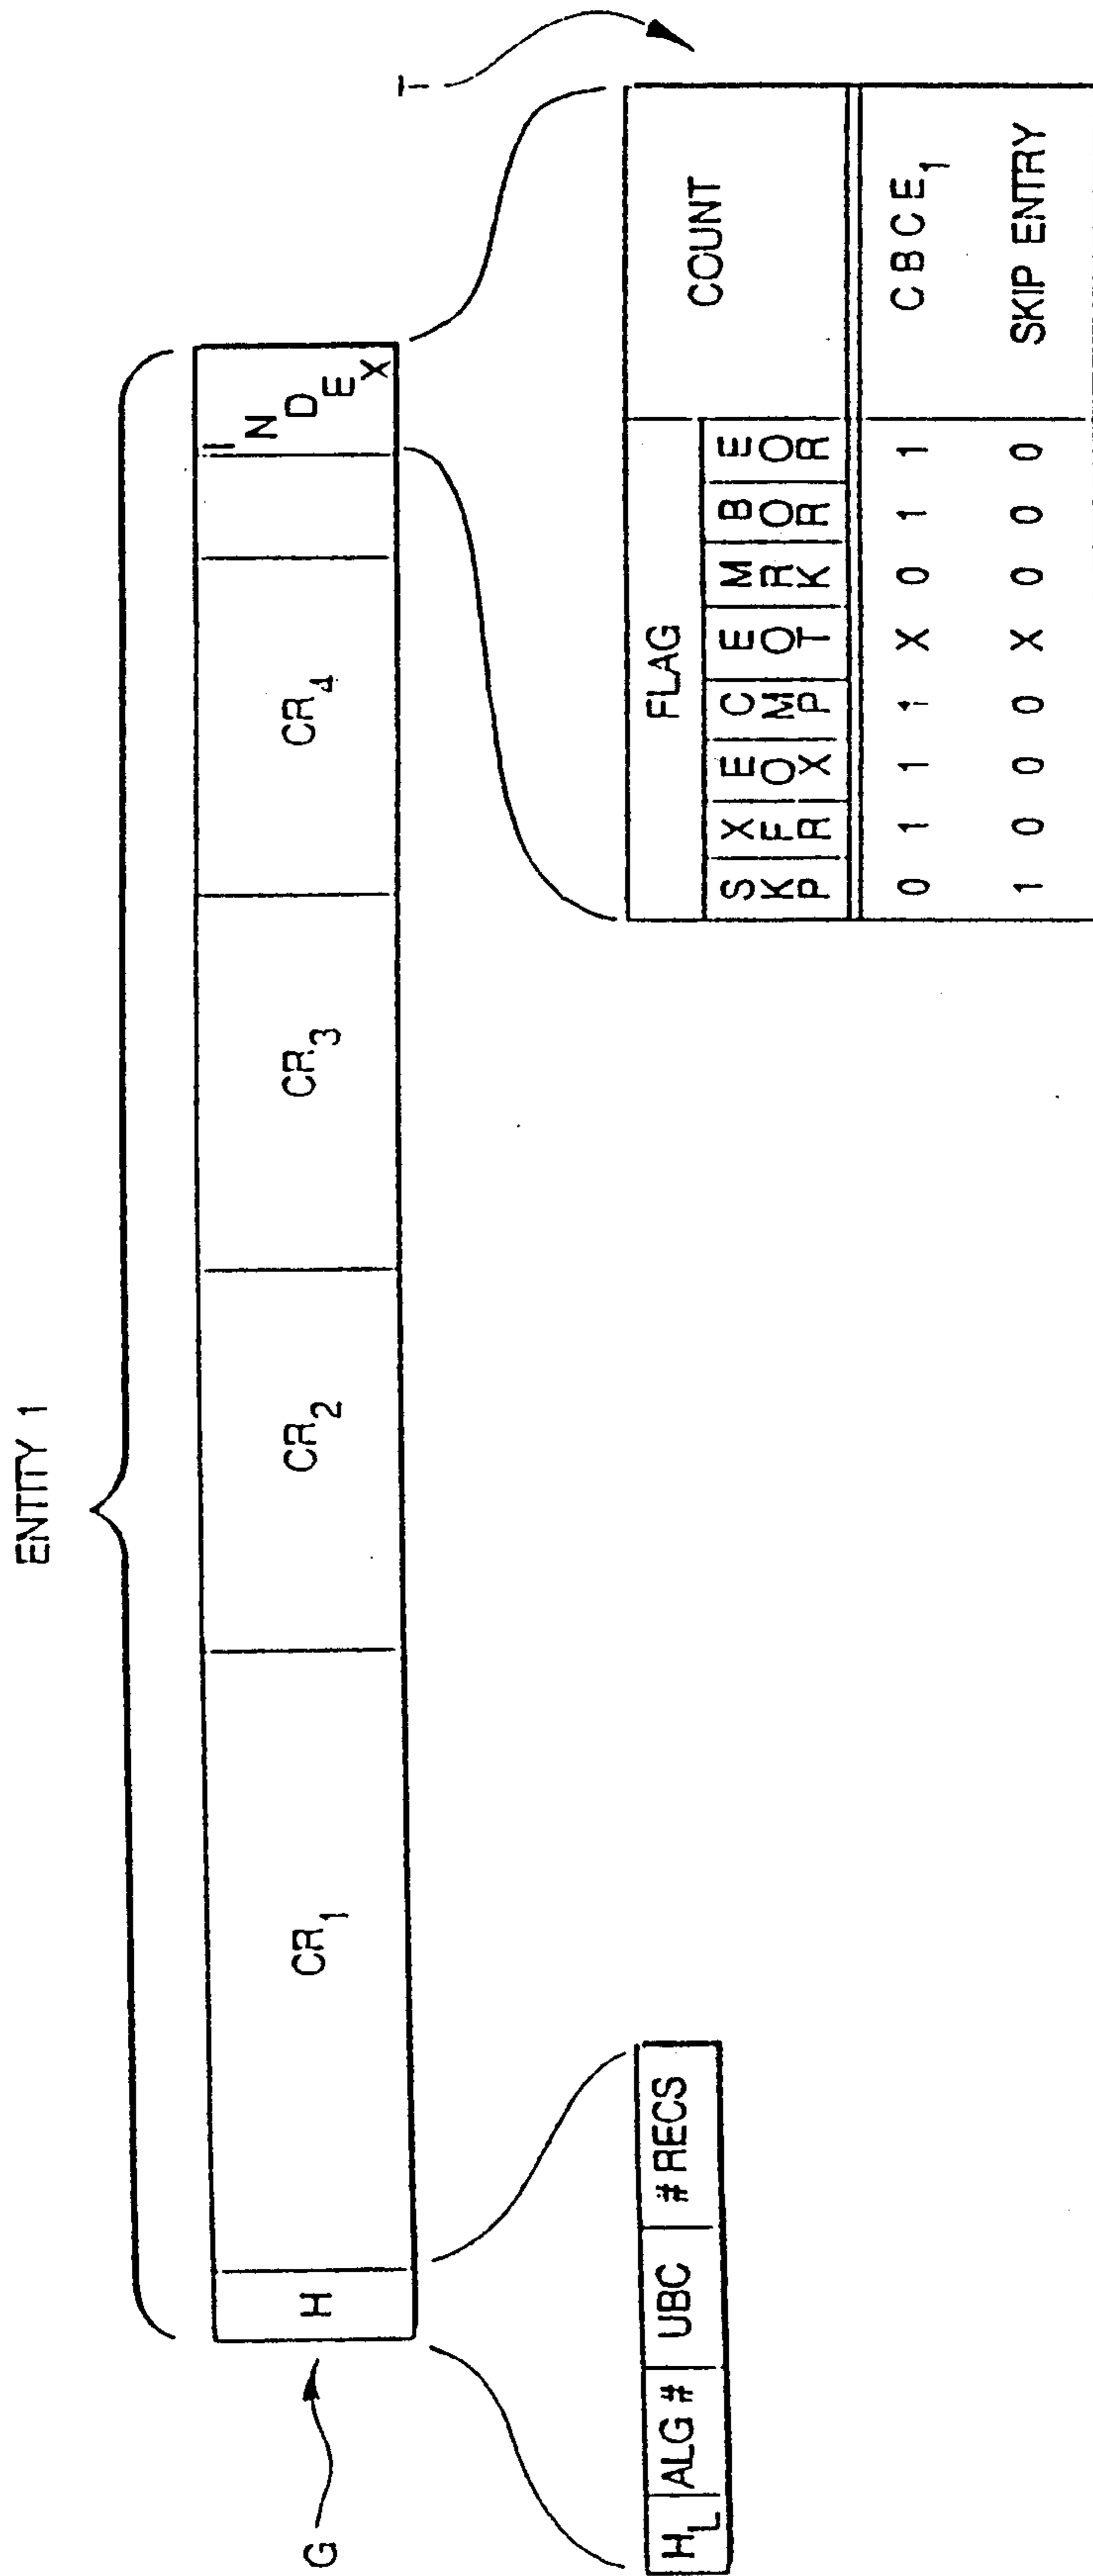 ENTITY 1
G
H
CR1
CR2
CR3
CR4
INDEX
HL
ALG #
UBC
# RECS
FLAG
COUNT
SKP
XFR
EOX
CMP
EOT
MRK
BOR
EOR
0 1 1 1 X 0 1 1 CBCE1
1 0 0 0 X 0 0 0 SKIP ENTRY